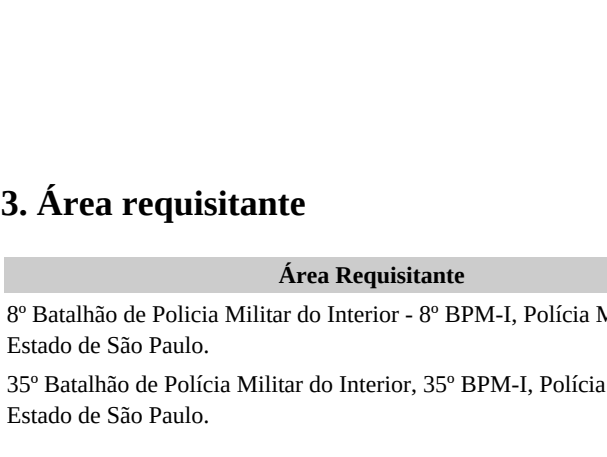 3. Área requisitante
Área Requisitante
8º Batalhão de Policia Militar do Interior - 8º BPM-I, Polícia
Estado de São Paulo.
35º Batalhão de Polícia Militar do Interior, 35º BPM-I, Polícia
Estado de São Paulo.